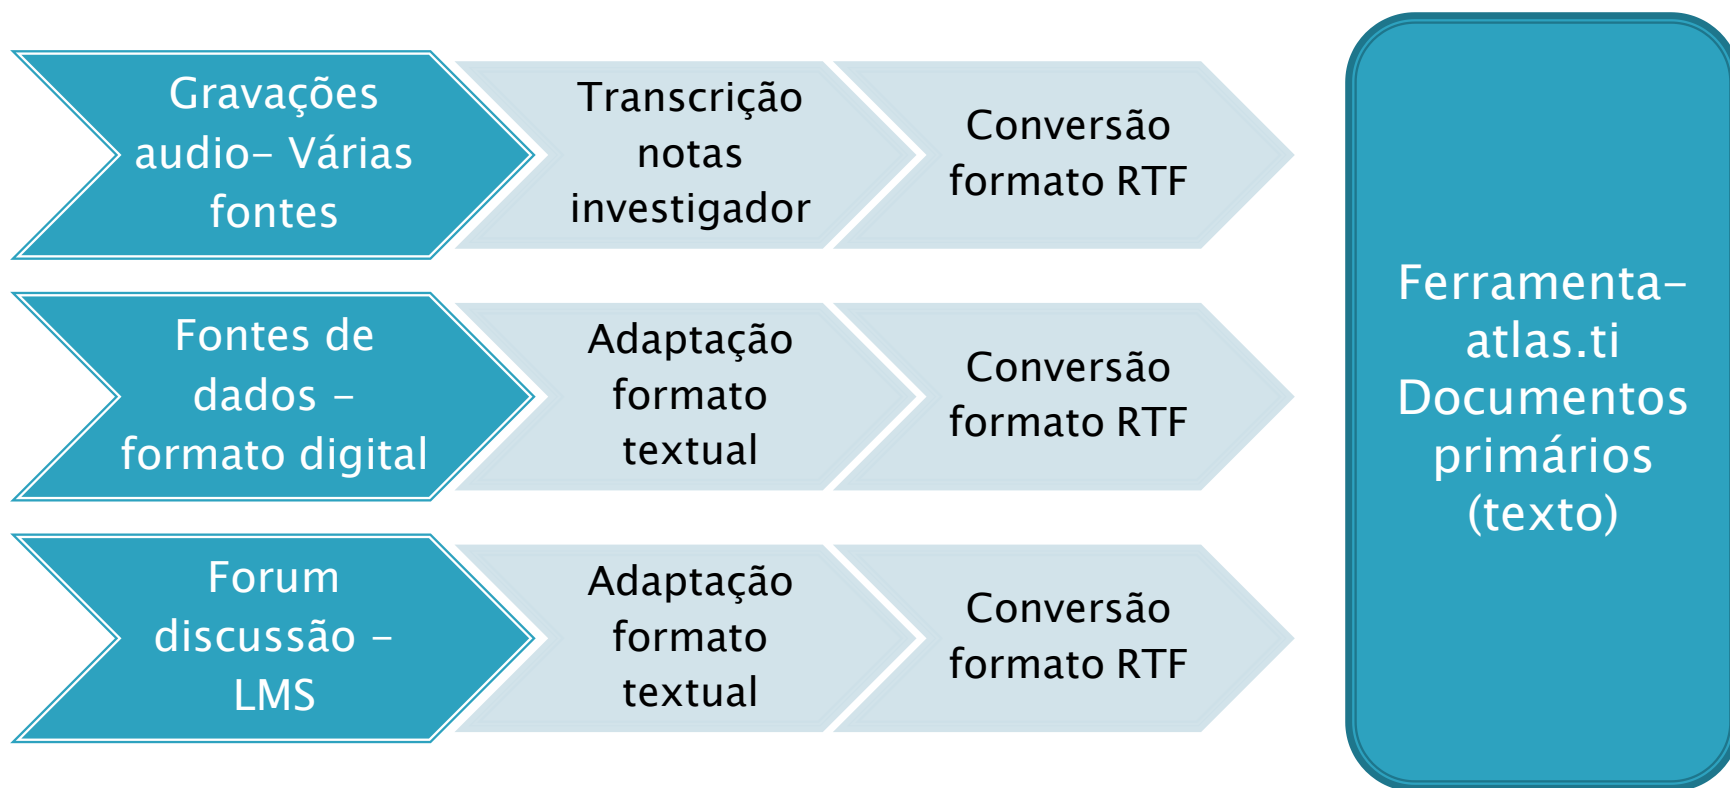 Gravações
audio- Várias
fontes
Transcrição
notas
investigador
Conversão
formato RTF
Fontes de
dados -
formato digital
Adaptação
formato
textual
Conversão
formato RTF
Forum
discussão -
LMS
Adaptação
formato
textual
Conversão
formato RTF
Ferramenta-
atlas.ti
Documentos
primários
(texto)